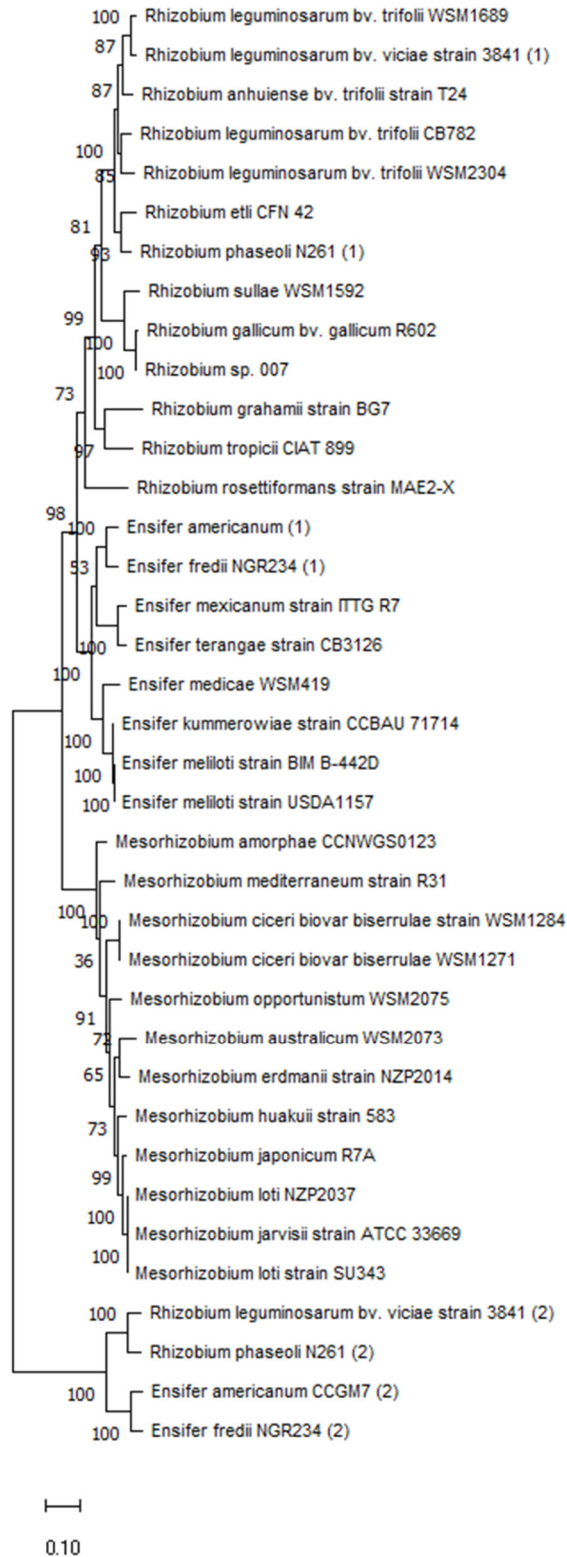 100 Rhizobium leguminosarum bv. trifolii WSM1689
87 Rhizobium leguminosarum bv. viciae strain 3841 (1)
87 Rhizobium anhuiense bv. trifolii strain T24
Rhizobium leguminosarum bv. trifolii CB782
100
85 Rhizobium leguminosarum bv. trifolii WSM2304
Rhizobium etli CFN 42
81
93 Rhizobium phaseoli N261 (1)
Rhizobium sullae WSM1592
99 Rhizobium gallicum bv. gallicum R602
100
100 Rhizobium sp. 007
73 Rhizobium grahamii strain BG7
97 Rhizobium tropicii CIAT 899
Rhizobium rosettiformans strain MAE2-X
98 100 Ensifer americanum (1)
53 Ensifer fredii NGR234 (1)
Ensifer mexicanum strain ITTG R7
100 Ensifer terangae strain CB3126
100 Ensifer medicae WSM419
Ensifer kummerowiae strain CCBAU 71714
100
100 Ensifer meliloti strain BIM B-442D
100 Ensifer meliloti strain USDA1157
Mesorhizobium amorphae CCNWGS0123
Mesorhizobium mediterraneum strain R31
100 100 Mesorhizobium ciceri biovar biserrulae strain WSM1284
36 Mesorhizobium ciceri biovar biserrulae WSM1271
Mesorhizobium opportunistum WSM2075
91
72 Mesorhizobium australicum WSM2073
65 Mesorhizobium erdmanii strain NZP2014
Mesorhizobium huakuii strain 583
73
Mesorhizobium japonicum R7A
99
Mesorhizobium loti NZP2037
100
Mesorhizobium jarvisii strain ATCC 33669
100
Mesorhizobium loti strain SU343
100 Rhizobium leguminosarum bv. viciae strain 3841 (2)
Rhizobium phaseoli N261 (2)
100 Ensifer americanum CCGM7 (2)
100 Ensifer fredii NGR234 (2)
0.10